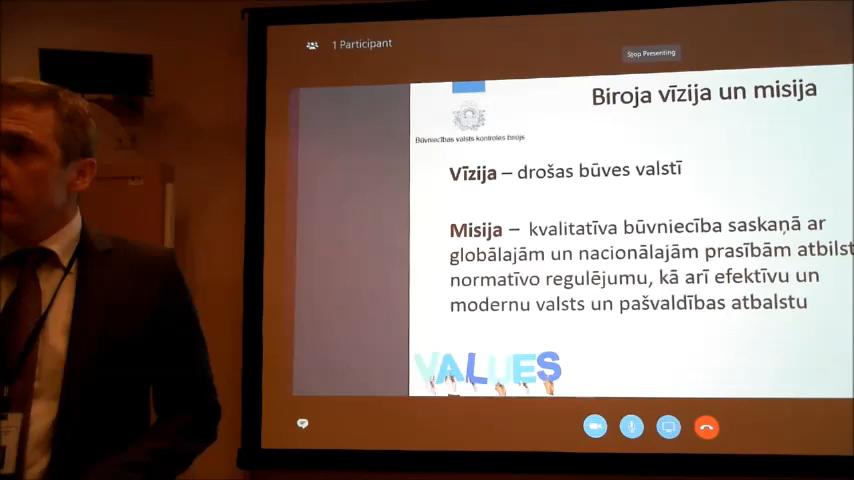 1 Participant
Stop Presenting
Biroja vīzija un misija
Būvniecības valsts kontroles birojs
Vīzija – drošas būves valstī
Misija – kvalitatīva būvniecība saskaņā ar
globālajām un nacionālajām prasībām atbilst
normatīvo regulējumu, kā arī efektīvu un
modernu valsts un pašvaldības atbalstu
VALUES